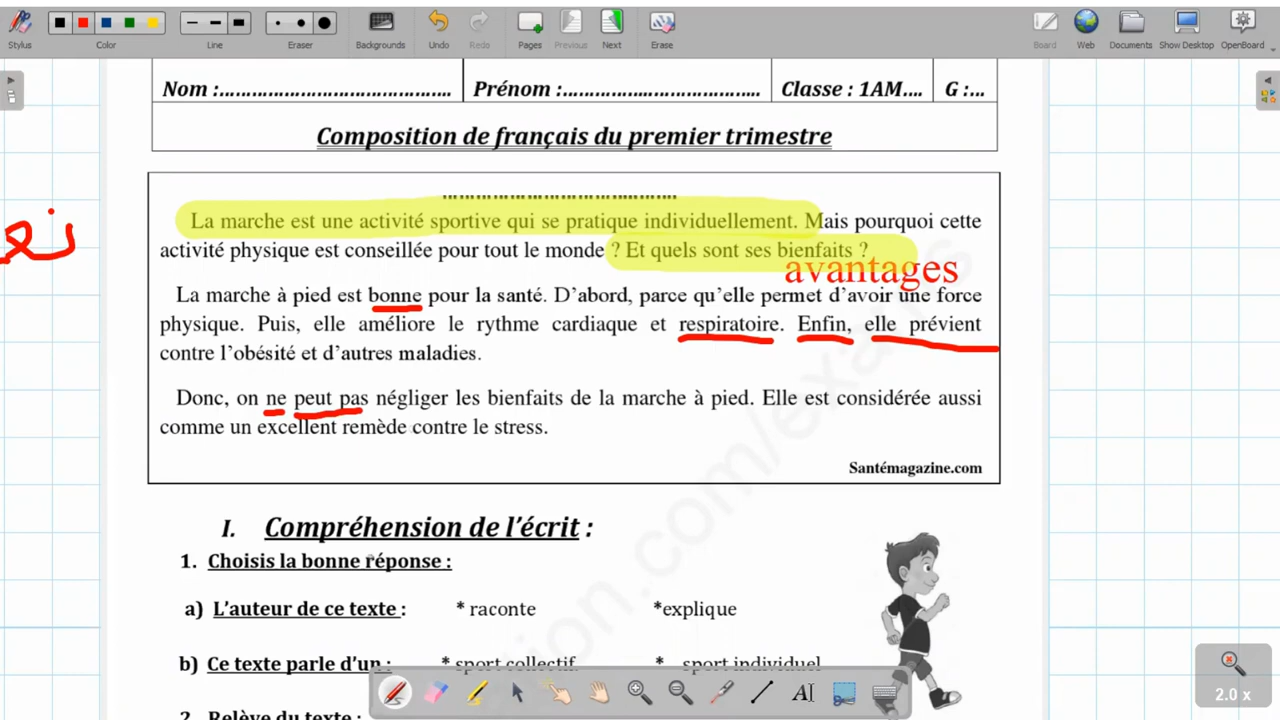 Stylus Color Line Eraser Backgrounds Undo Redo Pages Previous Next Erase Board Web Documents Show Desktop OpenBoard
Nom :…………………………………. Prénom :……………..……………….. Classe : 1AM…. G :…
Composition de français du premier trimestre
La marche est une activité sportive qui se pratique individuellement. Mais pourquoi cette
activité physique est conseillée pour tout le monde ? Et quels sont ses bienfaits ?
avantages
La marche à pied est bonne pour la santé. D'abord, parce qu'elle permet d'avoir une force
physique. Puis, elle améliore le rythme cardiaque et respiratoire. Enfin, elle prévient
contre l'obésité et d'autres maladies.
Donc, on ne peut pas négliger les bienfaits de la marche à pied. Elle est considérée aussi
comme un excellent remède contre le stress.
Santémagazine.com
I. Compréhension de l'écrit :
1. Choisis la bonne réponse :
a) L'auteur de ce texte : * raconte *explique
b) Ce texte parle d'un : * sport collectif * sport individuel
2. Relève du texte :
2.0 x